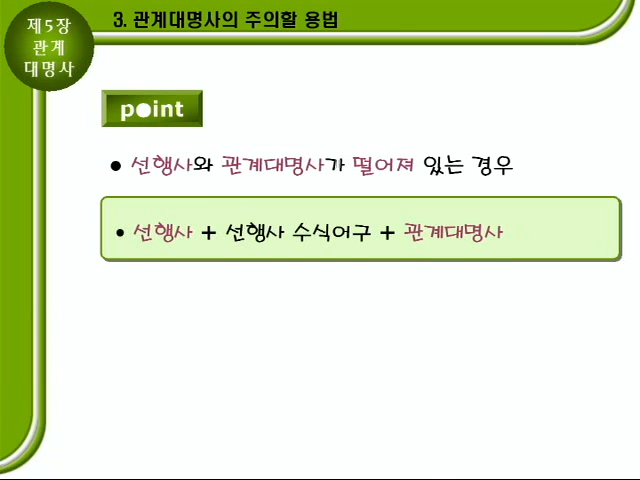 제5장
관계
대명사
3. 관계대명사의 주의할 용법
point
● 선행사와 관계대명사가 떨어져 있는 경우
● 선행사 + 선행사 수식어구 + 관계대명사